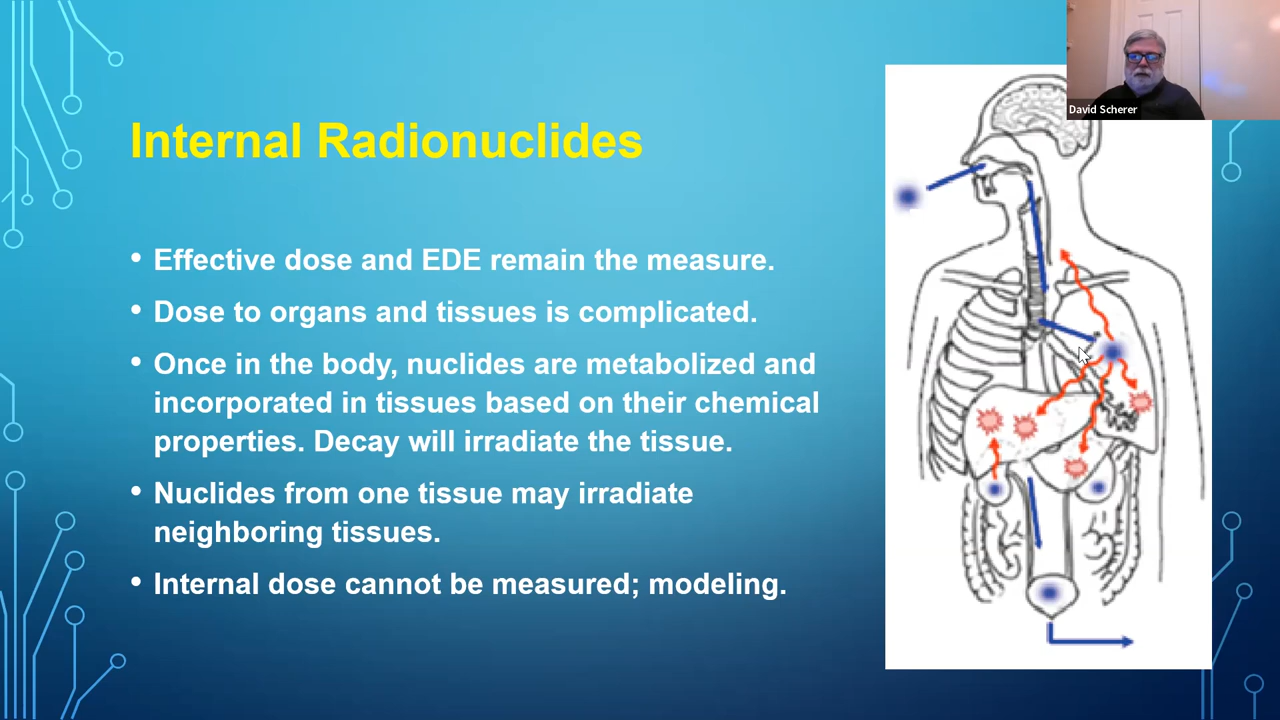 David Scherer
Internal Radionuclides
• Effective dose and EDE remain the measure.
• Dose to organs and tissues is complicated.
• Once in the body, nuclides are metabolized and
incorporated in tissues based on their chemical
properties. Decay will irradiate the tissue.
• Nuclides from one tissue may irradiate
neighboring tissues.
• Internal dose cannot be measured; modeling.